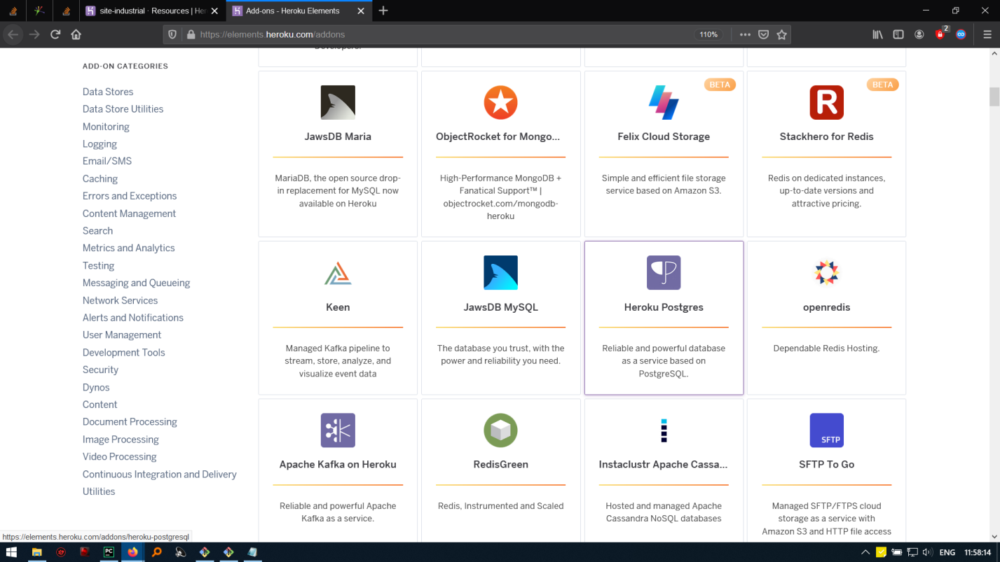 site-industrial · Resources | Her
Add-ons - Heroku Elements
https://elements.heroku.com/addons
110%
2
ADD-ON CATEGORIES
Data Stores
Data Store Utilities
Monitoring
Logging
Email/SMS
Caching
Errors and Exceptions
Content Management
Search
Metrics and Analytics
Testing
Messaging and Queueing
Network Services
Alerts and Notifications
User Management
Development Tools
Security
Dynos
Content
Document Processing
Image Processing
Video Processing
Continuous Integration and Delivery
Utilities
Developers.
JawsDB Maria
MariaDB, the open source drop-
in replacement for MySQL now
available on Heroku
ObjectRocket for Mongo...
High-Performance MongoDB +
Fanatical Support™ |
objectrocket.com/mongodb-
heroku
BETA
Felix Cloud Storage
Simple and efficient file storage
service based on Amazon S3.
BETA
R
Stackhero for Redis
Redis on dedicated instances,
up-to-date versions and
attractive pricing.
Keen
Managed Kafka pipeline to
stream, store, analyze, and
visualize event data
JawsDB MySQL
The database you trust, with the
power and reliability you need.
Heroku Postgres
Reliable and powerful database
as a service based on
PostgreSQL.
openredis
Dependable Redis Hosting.
Apache Kafka on Heroku
Reliable and powerful Apache
Kafka as a service.
RedisGreen
Redis, Instrumented and Scaled
Instaclustr Apache Cassa...
Hosted and managed Apache
Cassandra NoSQL databases
SFTP
SFTP To Go
Managed SFTP/FTPS cloud
storage as a service with
Amazon S3 and HTTP file access
https://elements.heroku.com/addons/heroku-postgresql
PC
ENG
11:58:14